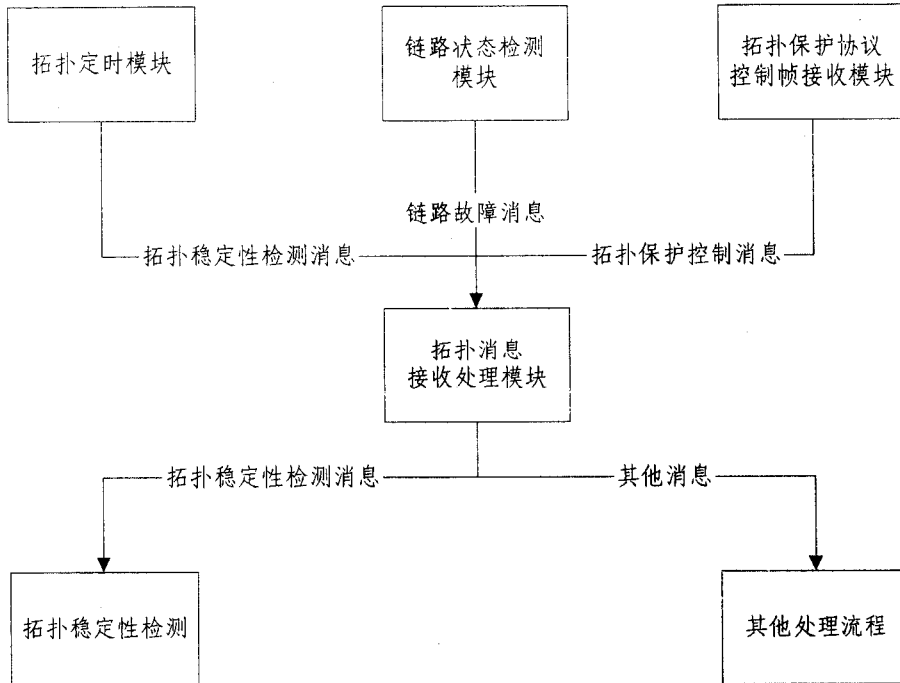 拓扑定时模块
链路状态检测
模块
拓扑保护协议
控制帧接收模块
链路故障消息
拓扑稳定性检测消息
拓扑保护控制消息
拓扑消息
接收处理模块
拓扑稳定性检测消息
其他消息
拓扑稳定性检测
其他处理流程